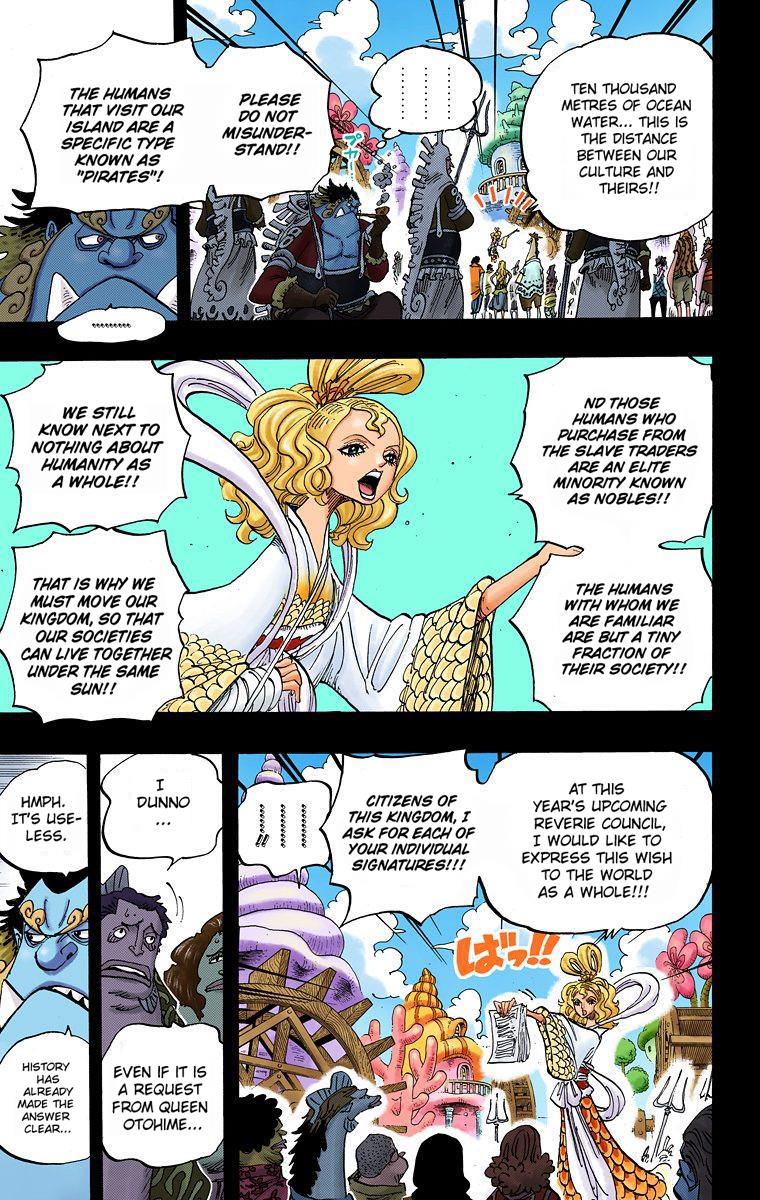 TEN THOUSAND
METRES OF OCEAN
WATER... THIS IS
THE DISTANCE
BETWEEN OUR
CULTURE AND
THEIRS!!
PLEASE
DO NOT
MISUNDER-
STAND!!
プカー…
THE HUMANS
THAT VISIT OUR
ISLAND ARE A
SPECIFIC TYPE
KNOWN AS
"PIRATES"!
ND THOSE
HUMANS WHO
PURCHASE FROM
THE SLAVE TRADERS
ARE AN ELITE
MINORITY KNOWN
AS NOBLES!!
THE HUMANS
WITH WHOM WE
ARE FAMILIAR
ARE BUT A TINY
FRACTION OF
THEIR SOCIETY!!
WE STILL
KNOW NEXT TO
NOTHING ABOUT
HUMANITY AS
A WHOLE!!
THAT IS WHY WE
MUST MOVE OUR
KINGDOM, SO THAT
OUR SOCIETIES
CAN LIVE TOGETHER
UNDER THE SAME
SUN!!
AT THIS
YEAR'S UPCOMING
REVERIE COUNCIL,
I WOULD LIKE TO
EXPRESS THIS WISH
TO THE WORLD
AS A WHOLE!!!
CITIZENS OF
THIS KINGDOM, I
ASK FOR EACH OF
YOUR INDIVIDUAL
SIGNATURES!!!
ばっ!!
I
DUNNO
...
EVEN IF IT IS
A REQUEST
FROM QUEEN
OTOHIME...
HMPH.
IT'S USE-
LESS.
HISTORY
HAS
ALREADY
MADE THE
ANSWER
CLEAR...